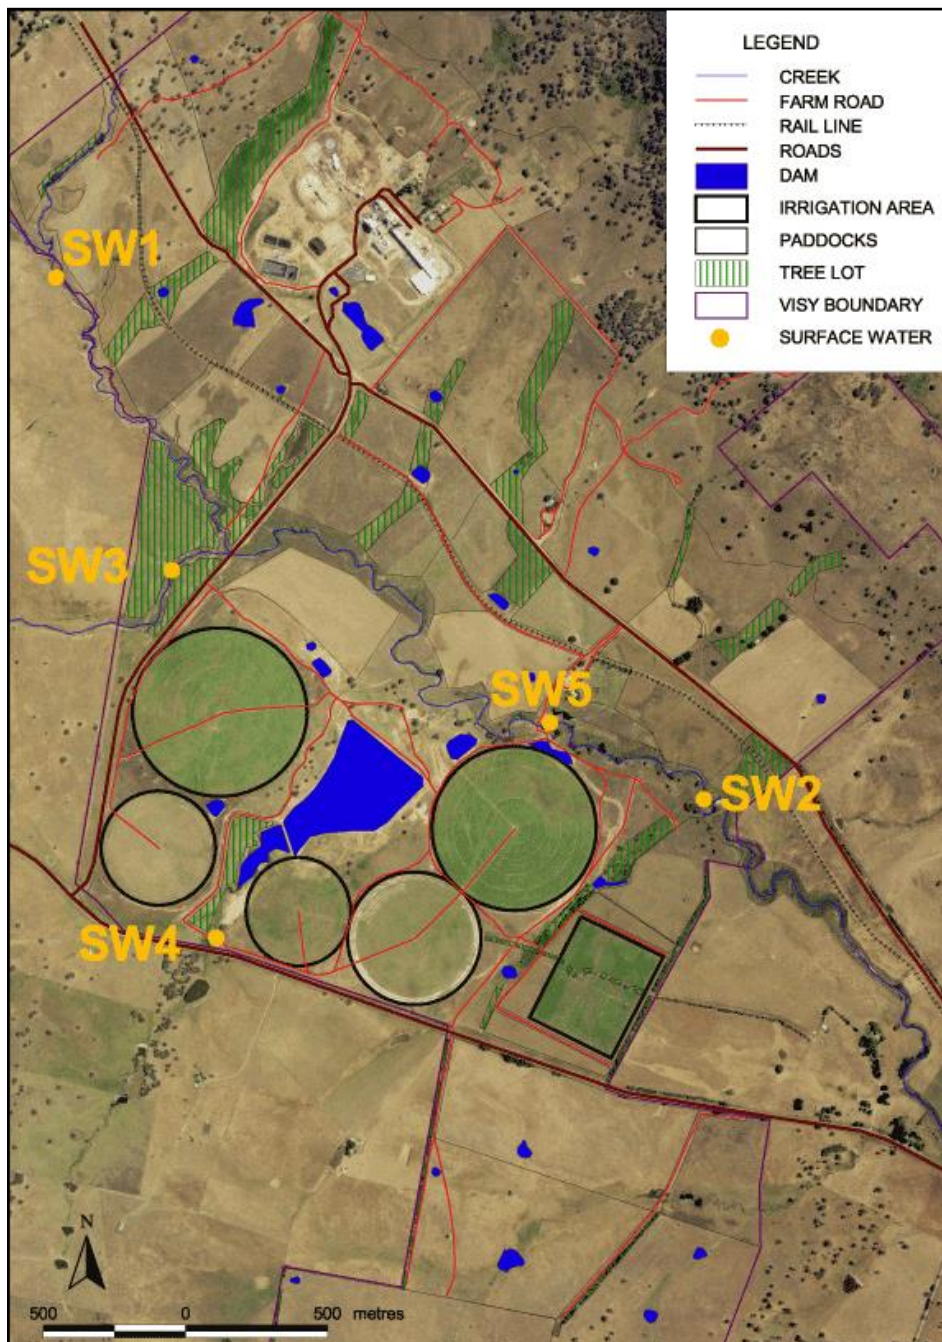 LEGEND
CREEK
FARM ROAD
RAIL LINE
ROADS
DAM
IRRIGATION AREA
PADDOCKS
TREE LOT
VISY BOUNDARY
SURFACE WATER
SW1
SW3
SW5
SW2
SW4
N
500 0 500 metres